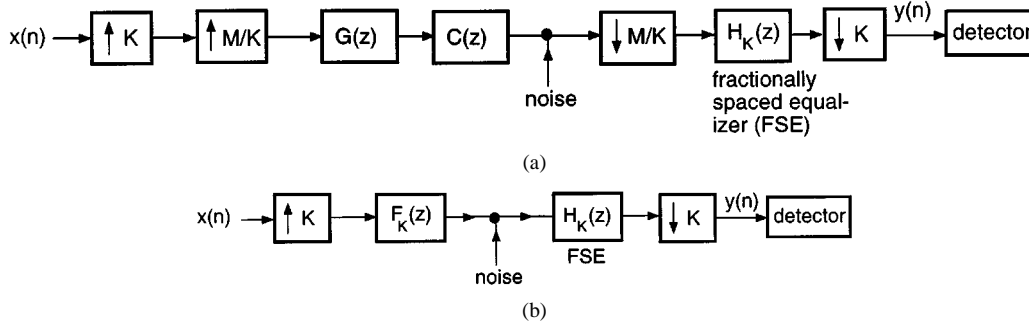 x(n) ↑ K ↑ M/K G(z) C(z) ↓ M/K H_K(z) ↓ K y(n) detector
noise
fractionally
spaced equal-
izer (FSE)
(a)
x(n) ↑ K F_K(z) H_K(z) ↓ K y(n) detector
noise
FSE
(b)